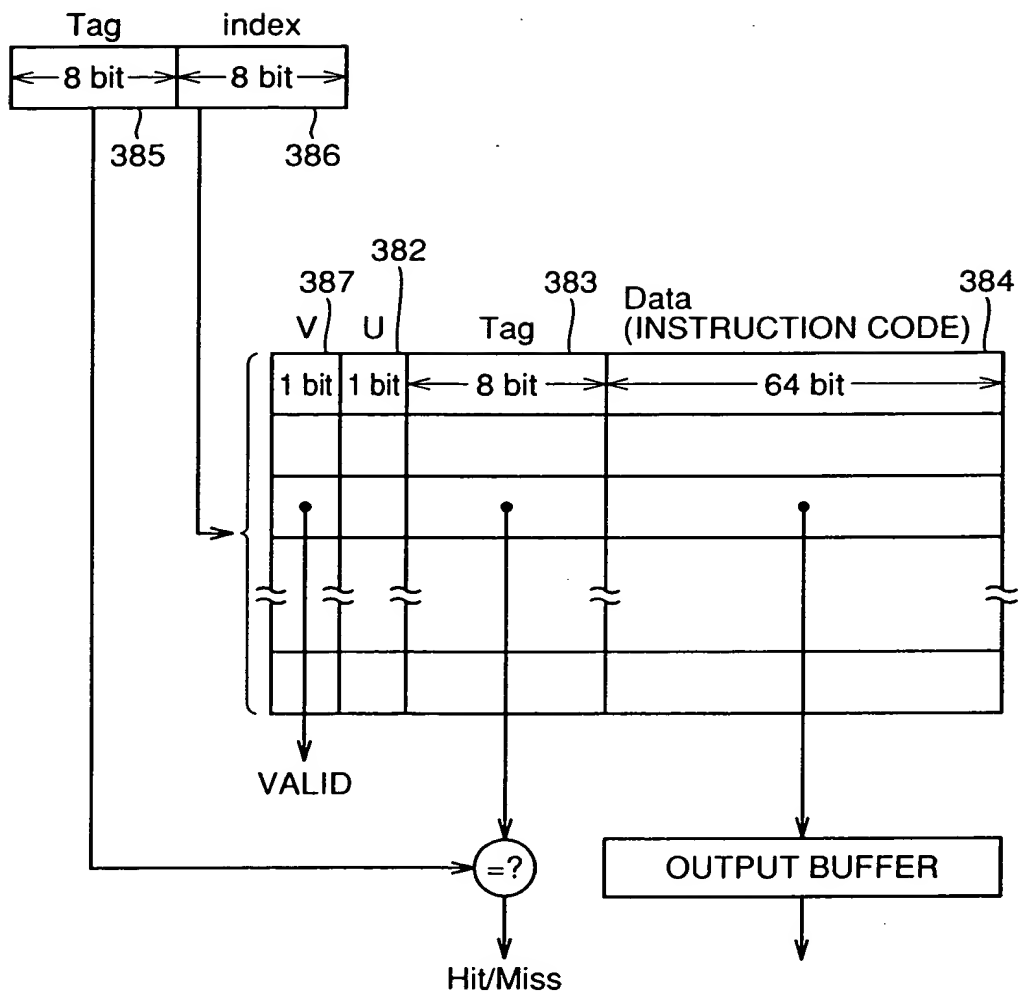 Tag index
8 bit 8 bit
385 386
382
387 383 384
V U Tag Data
(INSTRUCTION CODE)
1 bit 1 bit 8 bit 64 bit
VALID
=? OUTPUT BUFFER
Hit/Miss